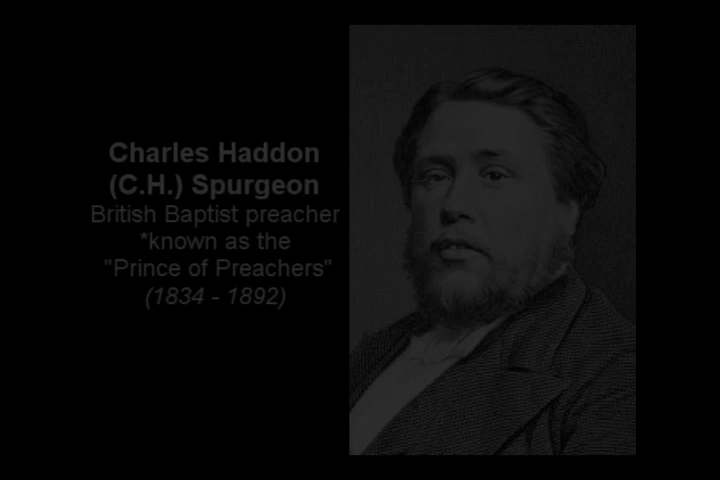 Charles Haddon
(C.H.) Spurgeon
British Baptist preacher
*known as the
"Prince of Preachers"
(1834 - 1892)